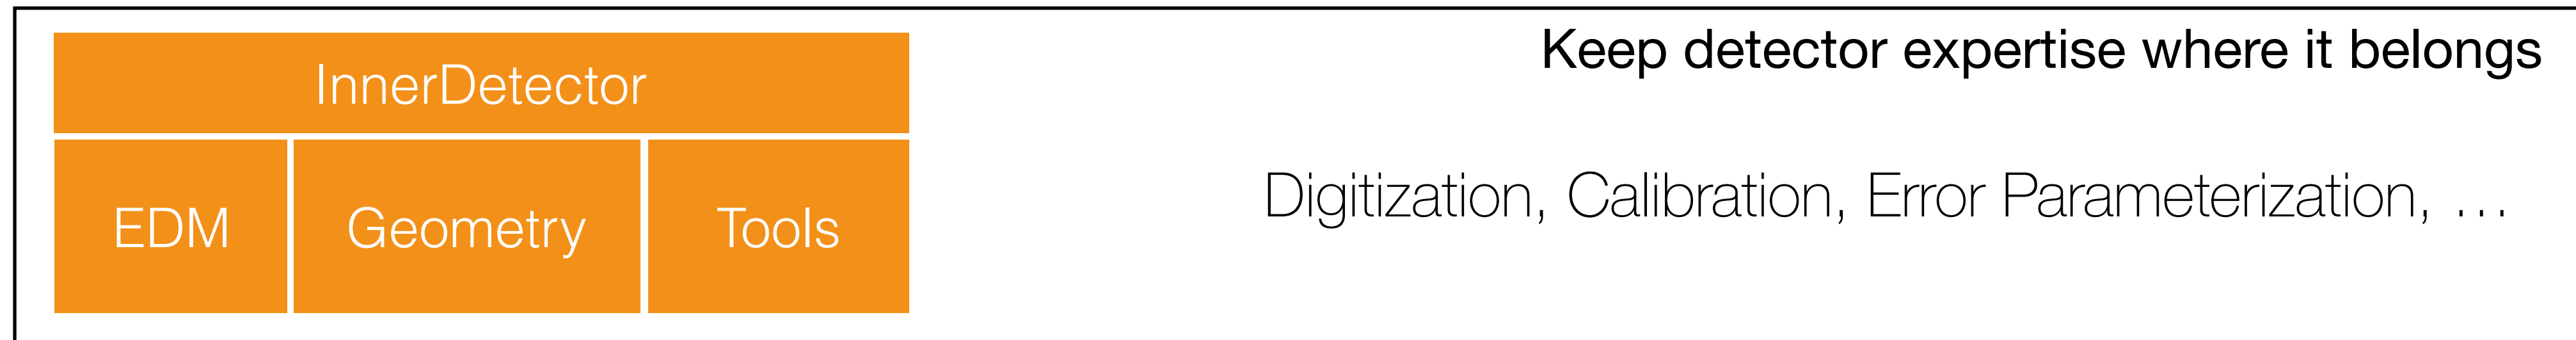 InnerDetector
EDM
Geometry
Tools
Keep detector expertise where it belongs
Digitization, Calibration, Error Parameterization, …